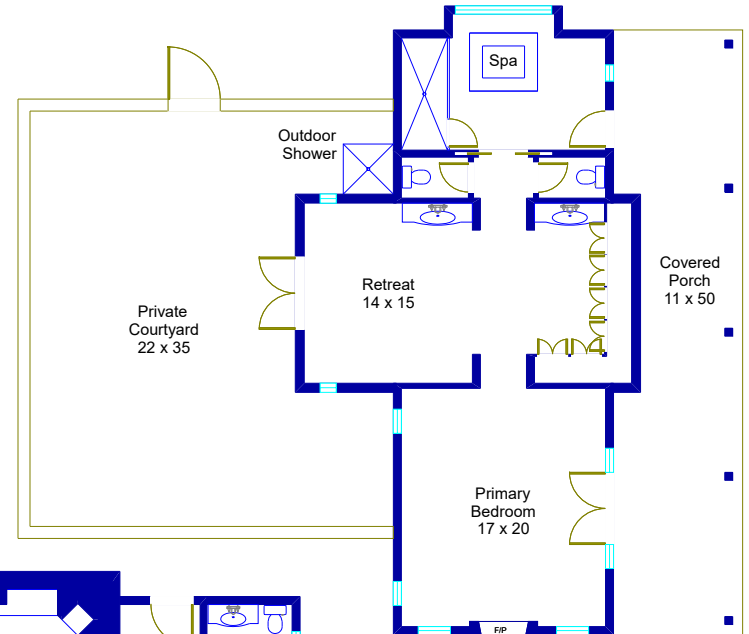 Spa
Outdoor
Shower
Retreat
14 x 15
Covered
Porch
11 x 50
Private
Courtyard
22 x 35
Primary
Bedroom
17 x 20
F/P